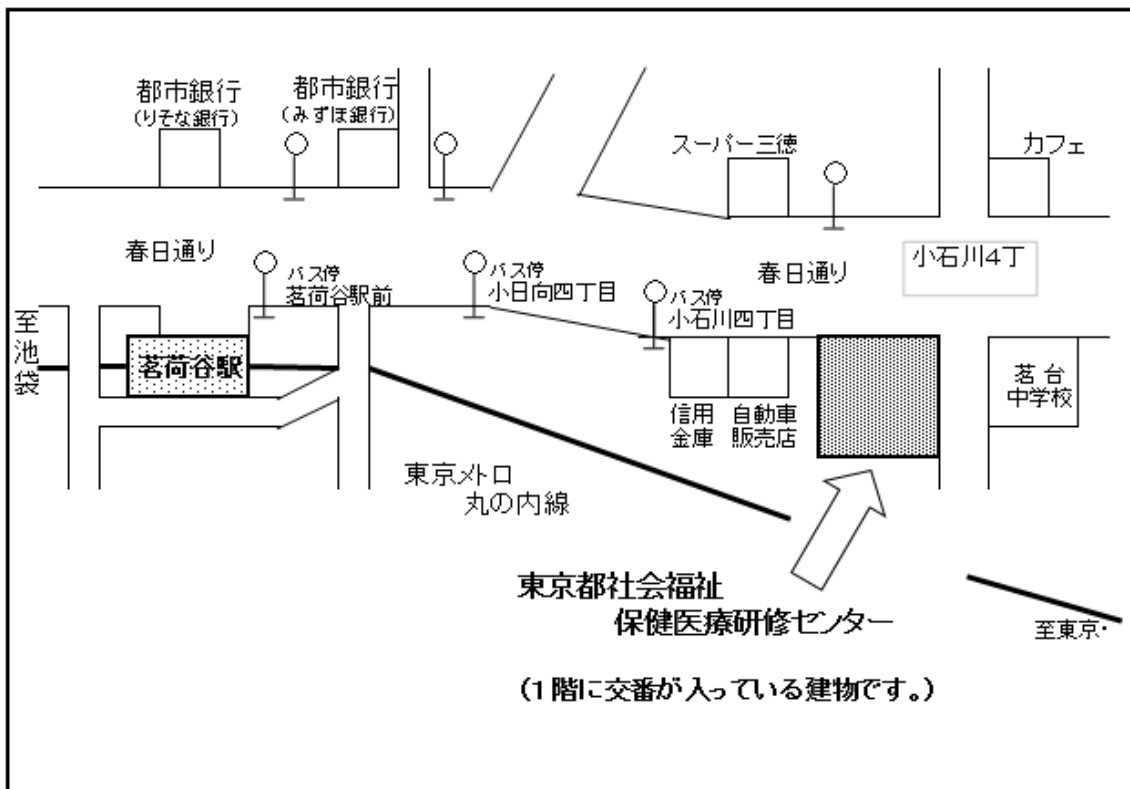 都市銀行
(りそな銀行)
都市銀行
(みずほ銀行)
スーパー三徳
カフェ
春日通り
バス停
茗荷谷駅前
バス停
小日向四丁目
春日通り
小石川4丁
バス停
小石川四丁目
至池袋
茗荷谷駅
信用
金庫
自動車
販売店
茗台
中学校
東京メトロ
丸の内線
東京都社会福祉
保健医療研修センター
至東京・
(1階に交番が入っている建物です。)